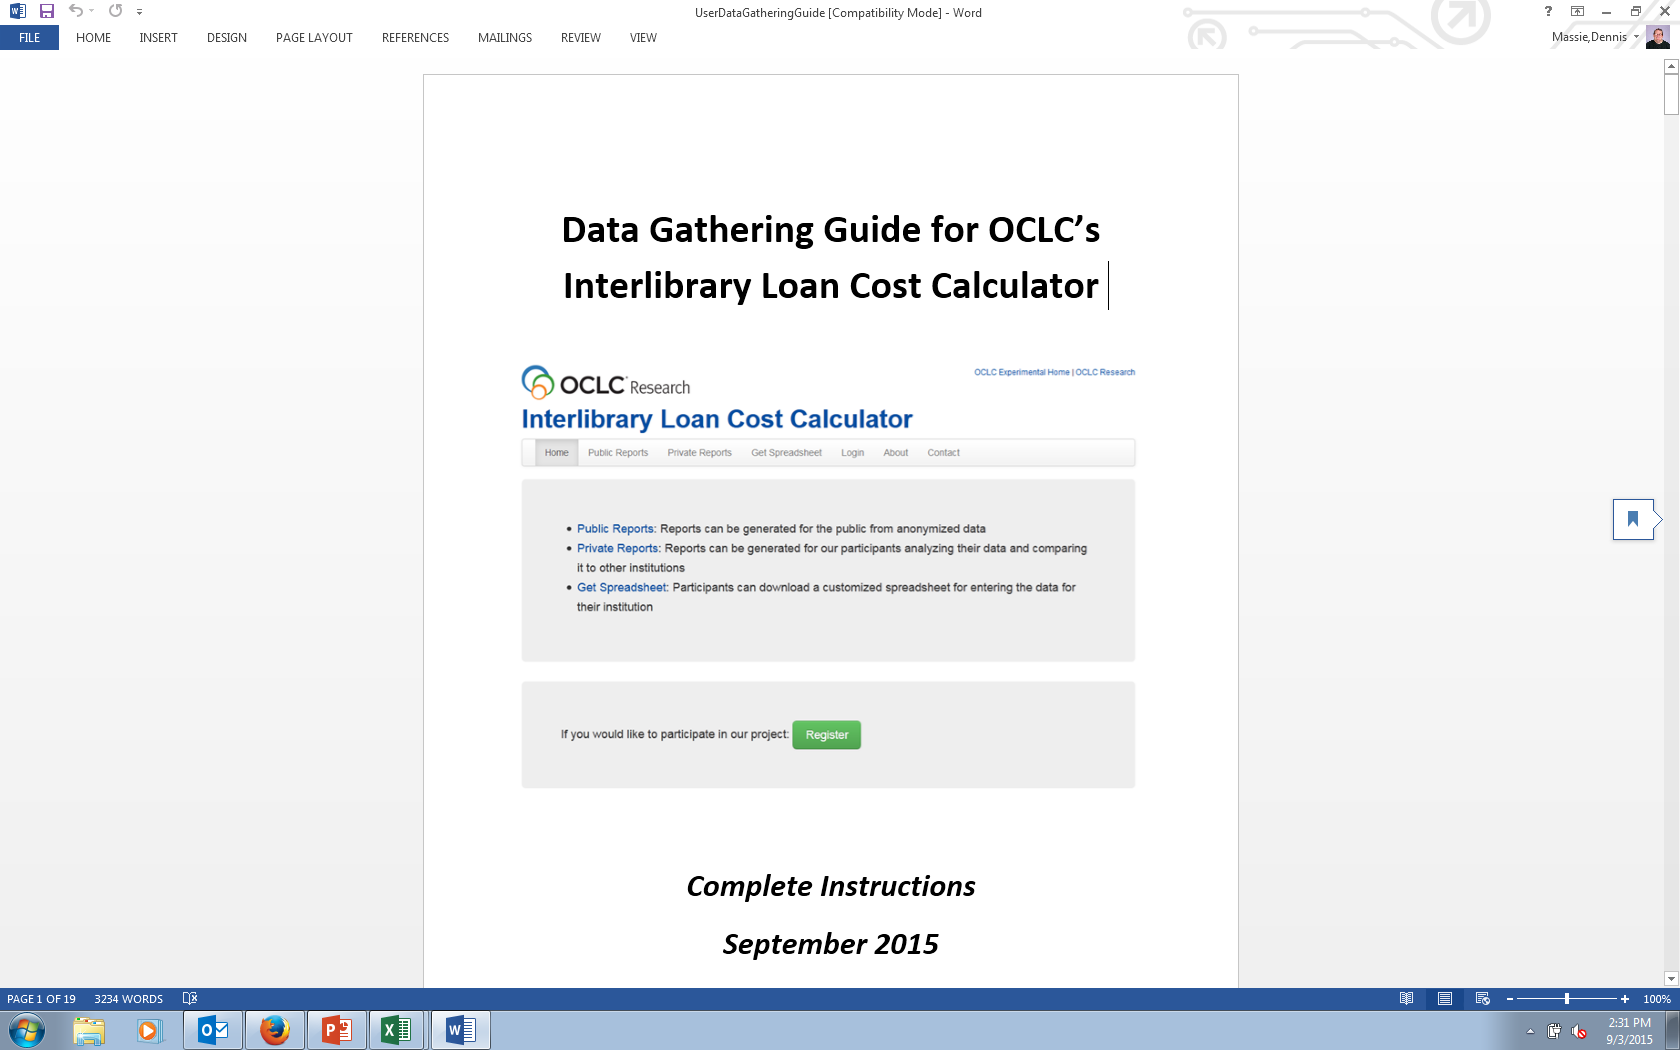 UserDataGatheringGuide [Compatibility Mode] - Word
?
FILE HOME INSERT DESIGN PAGE LAYOUT REFERENCES MAILINGS REVIEW VIEW
Massie,Dennis
Data Gathering Guide for OCLC’s
Interlibrary Loan Cost Calculator
OCLC Research
OCLC Experimental Home | OCLC Research
Interlibrary Loan Cost Calculator
Home Public Reports Private Reports Get Spreadsheet Login About Contact
• Public Reports: Reports can be generated for the public from anonymized data
• Private Reports: Reports can be generated for our participants analyzing their data and comparing
it to other institutions
• Get Spreadsheet: Participants can download a customized spreadsheet for entering the data for
their institution
If you would like to participate in our project: Register
Complete Instructions
September 2015
PAGE 1 OF 19 3234 WORDS
100%
2:31 PM
9/3/2015